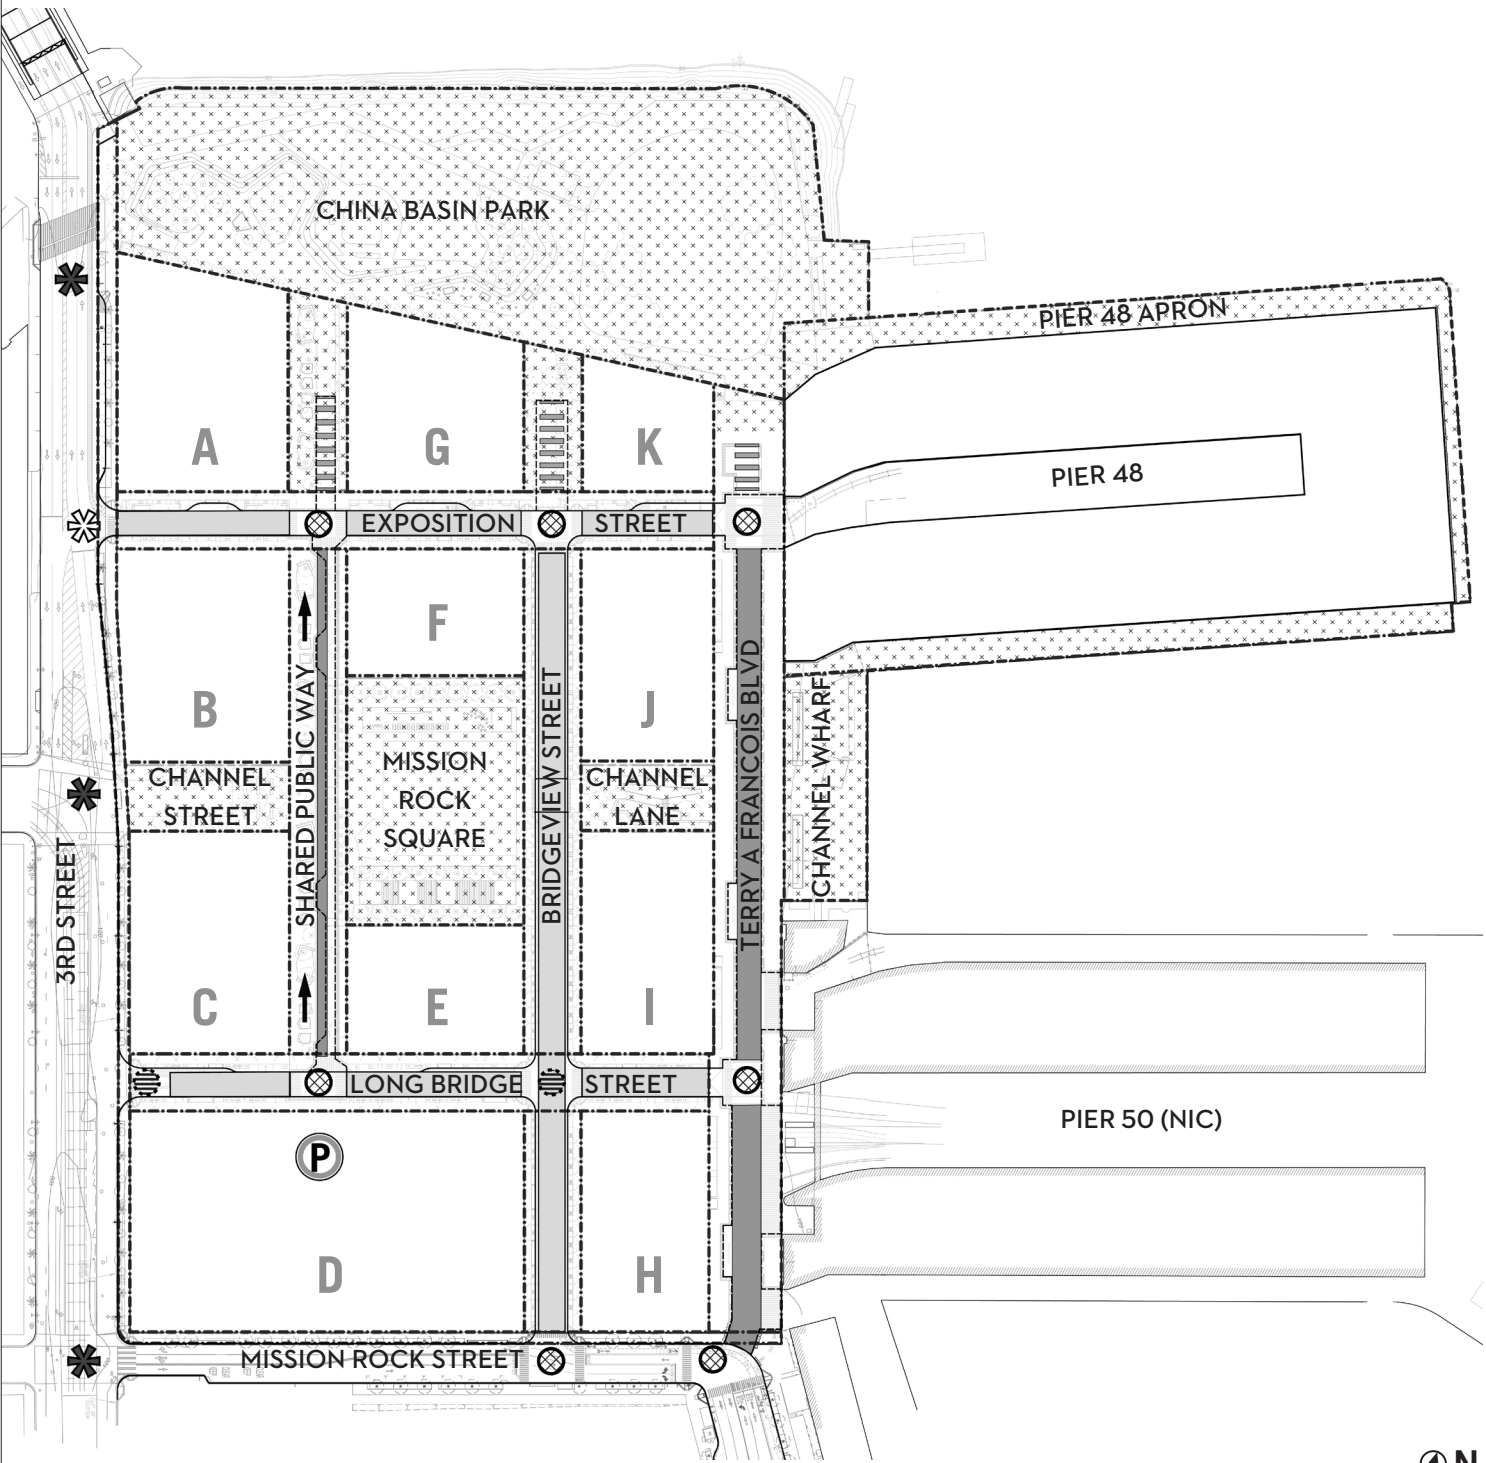 CHINA BASIN PARK
PIER 48 APRON
A
G
K
PIER 48
EXPOSITION STREET
F
B
J
SHARED PUBLIC WAY
BRIDGEVIEW STREET
TERRY A FRANCOIS BLVD
CHANNEL WHARF
CHANNEL
STREET
MISSION
ROCK
SQUARE
CHANNEL
LANE
3RD STREET
C
E
I
LONG BRIDGE STREET
PIER 50 (NIC)
P
D
H
MISSION ROCK STREET
N